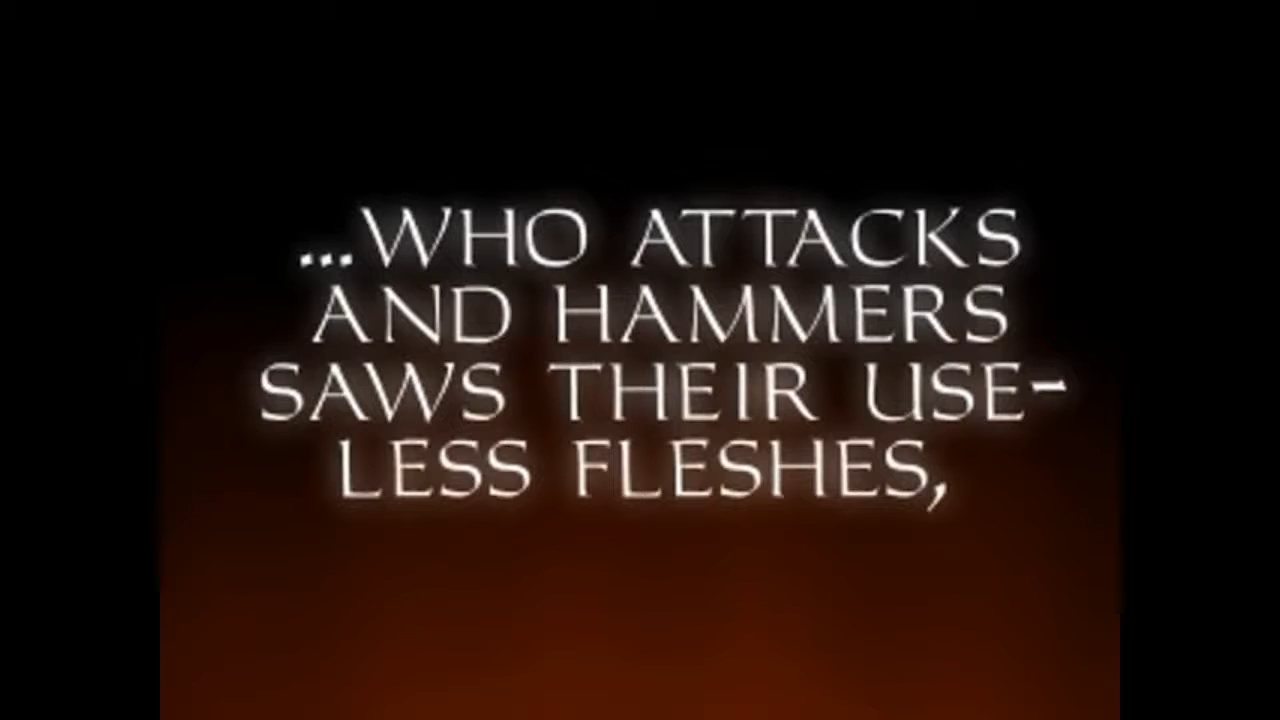 ...WHO ATTACKS
AND HAMMERS
SAWS THEIR USE-
LESS FLESHES,